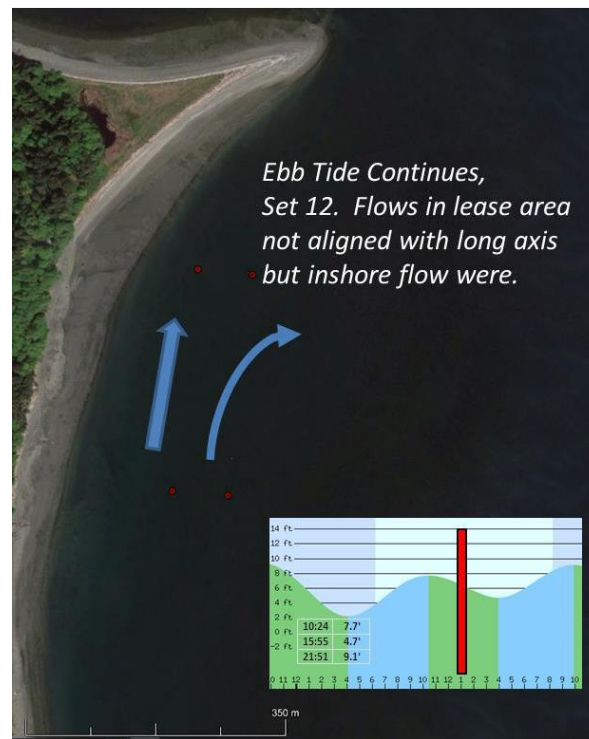 Ebb Tide Continues,
Set 12. Flows in lease area
not aligned with long axis
but inshore flow were.
14 ft
12 ft
10 ft
8 ft
6 ft
4 ft
2 ft
0 ft
-2 ft
10:24 7.7'
15:55 4.7'
21:51 9.1'
0 11 12 1 2 3 4 5 6 7 8 9 10 11 12 1 2 3 4 5 6 7 8 9 10
350 m